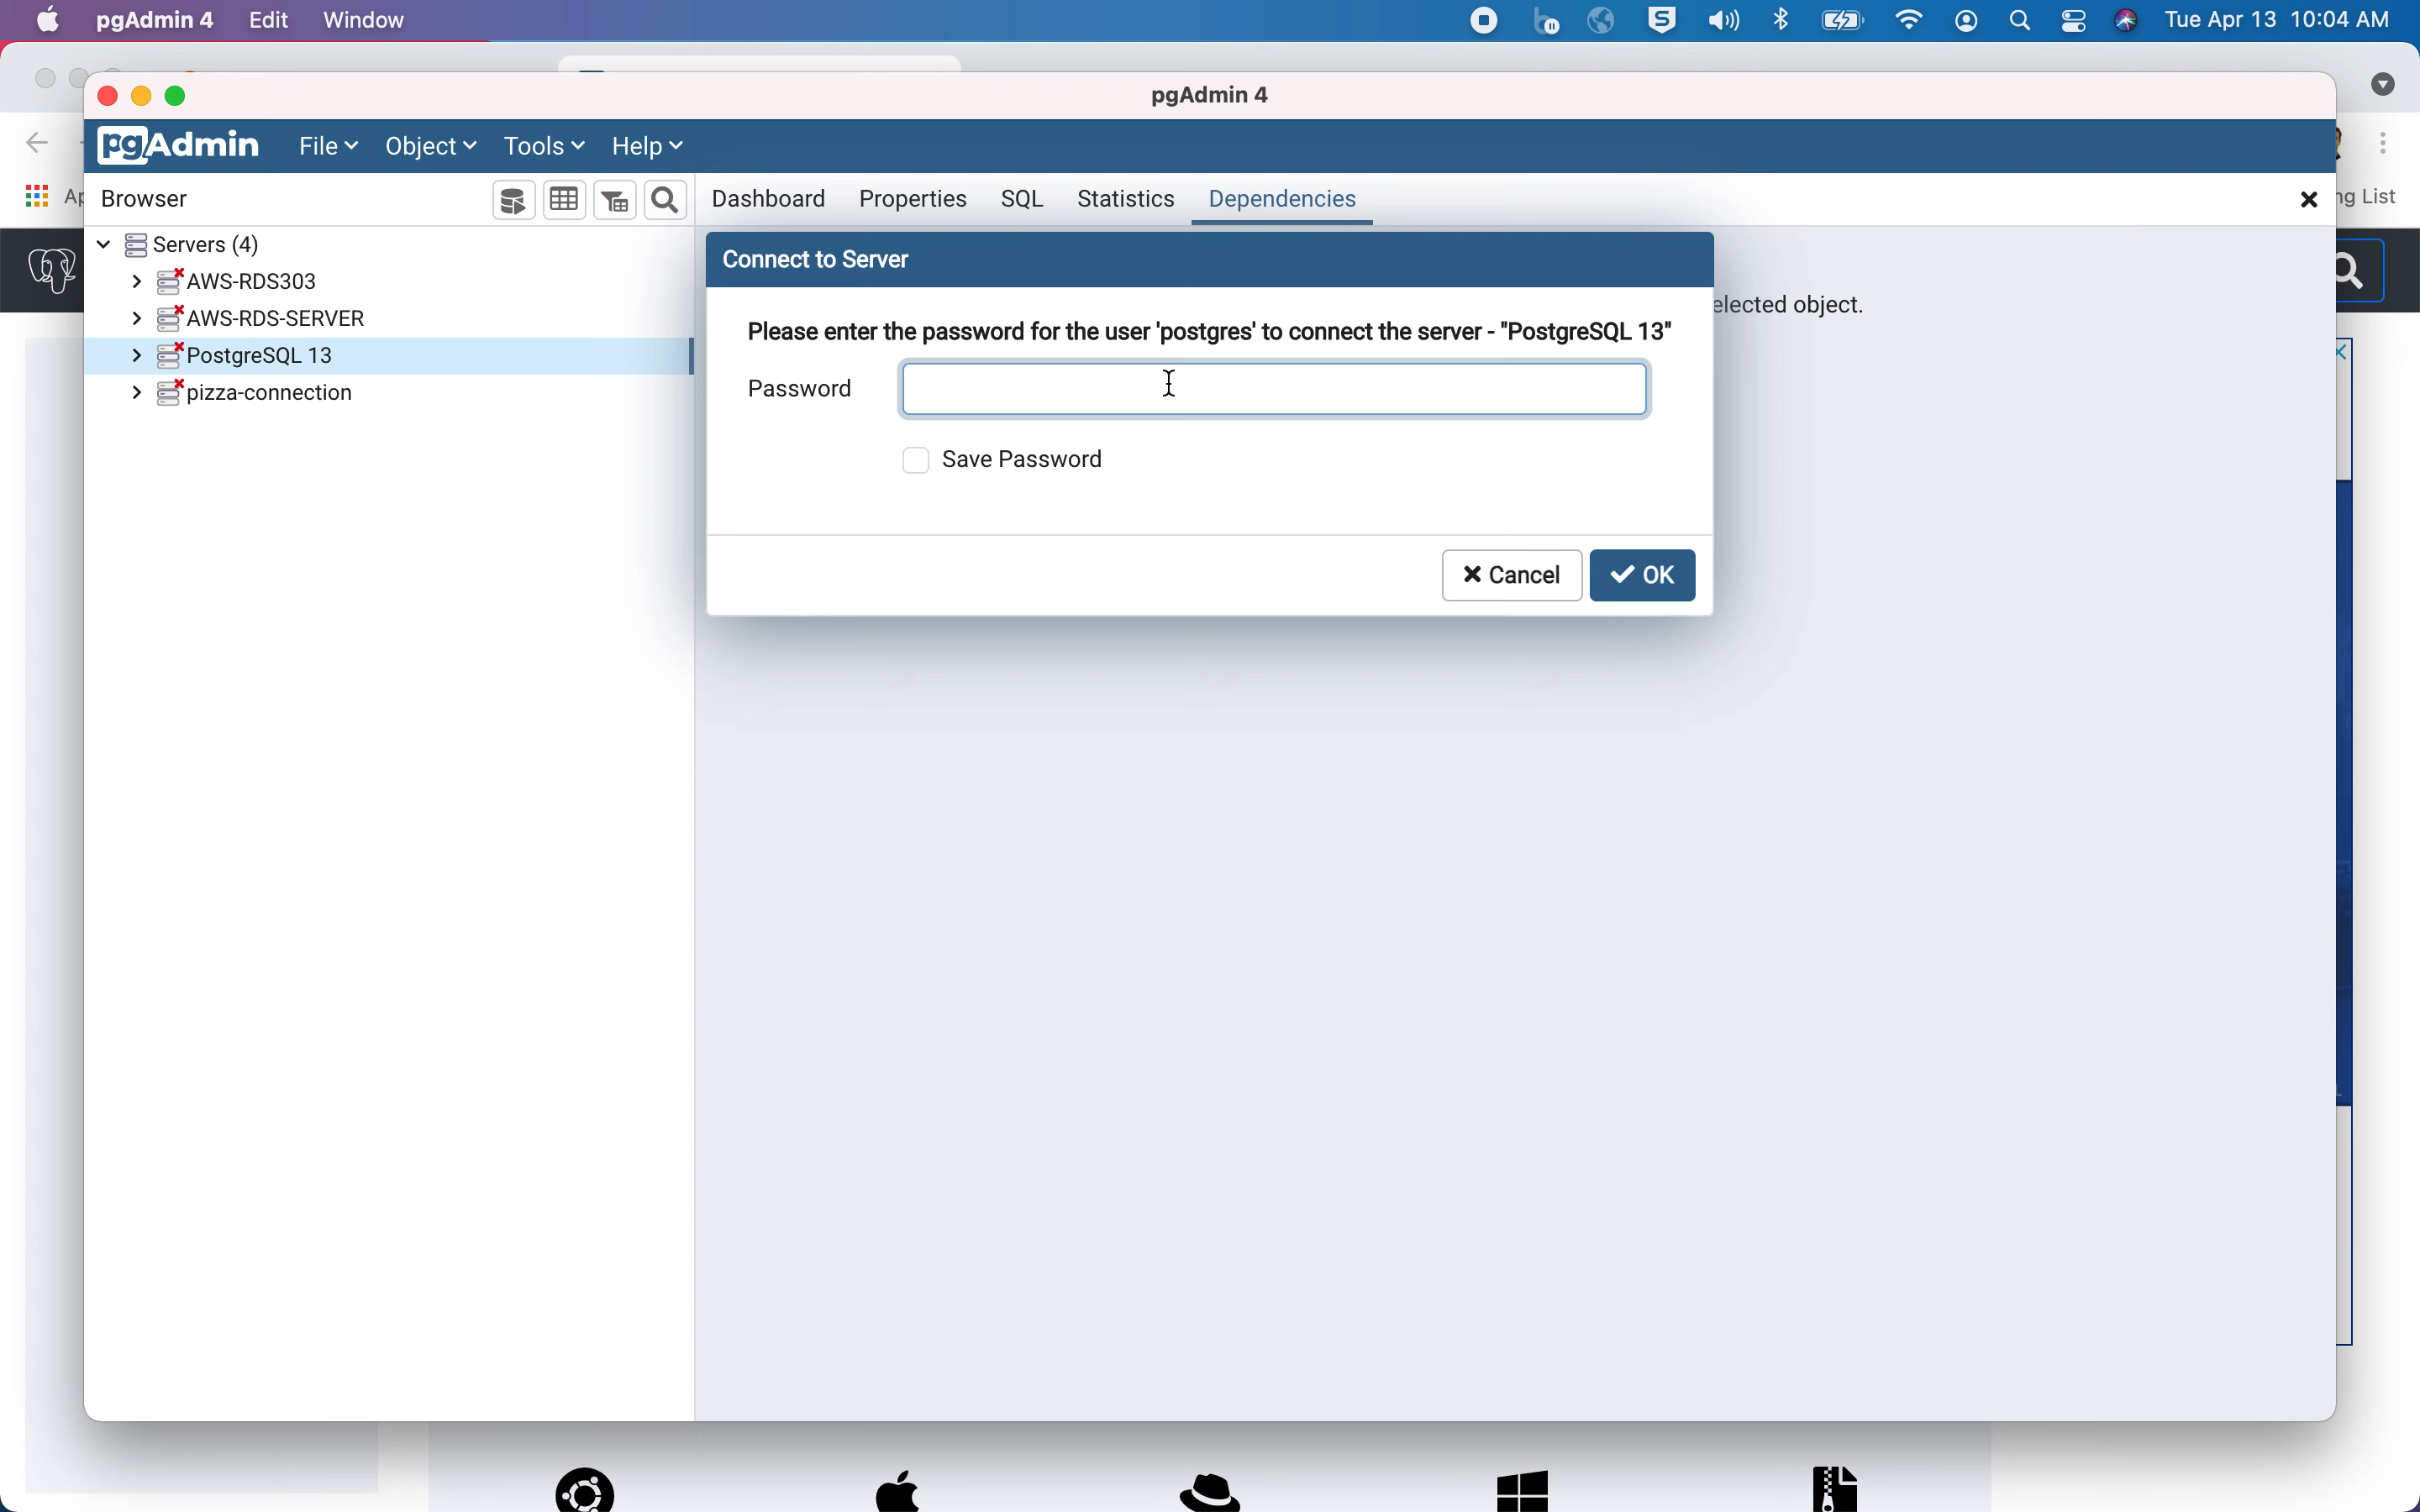 pgAdmin 4 Edit Window Tue Apr 13 10:04 AM
pgAdmin 4
pgAdmin File Object Tools Help
Browser Dashboard Properties SQL Statistics Dependencies
Servers (4)
AWS-RDS303
AWS-RDS-SERVER
PostgreSQL 13
pizza-connection
Connect to Server
Please enter the password for the user 'postgres' to connect the server - "PostgreSQL 13"
Password
Save Password
Cancel OK
elected object.
Ap
ng List